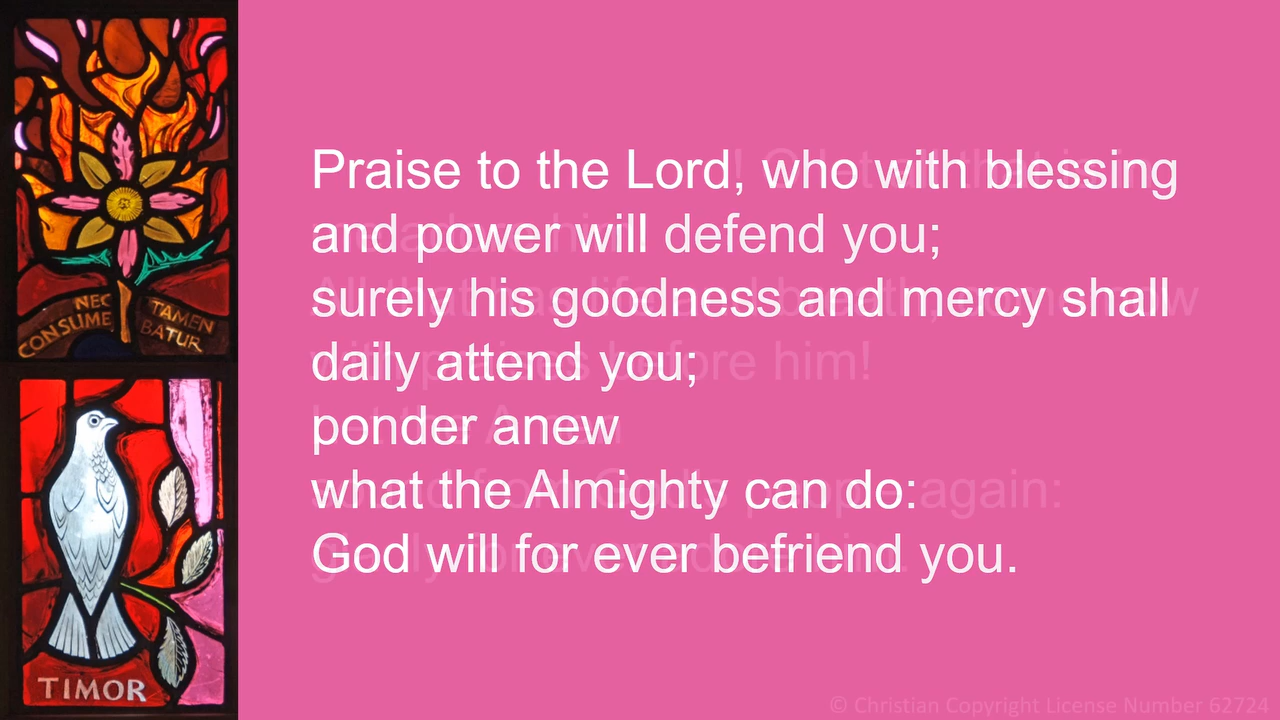 NEC TAMEN
CONSUME BATUR
TIMOR
Praise to the Lord, who with blessing
and power will defend you;
surely his goodness and mercy shall
daily attend you;
ponder anew
what the Almighty can do:
God will for ever befriend you.
© Christian Copyright License Number 62724